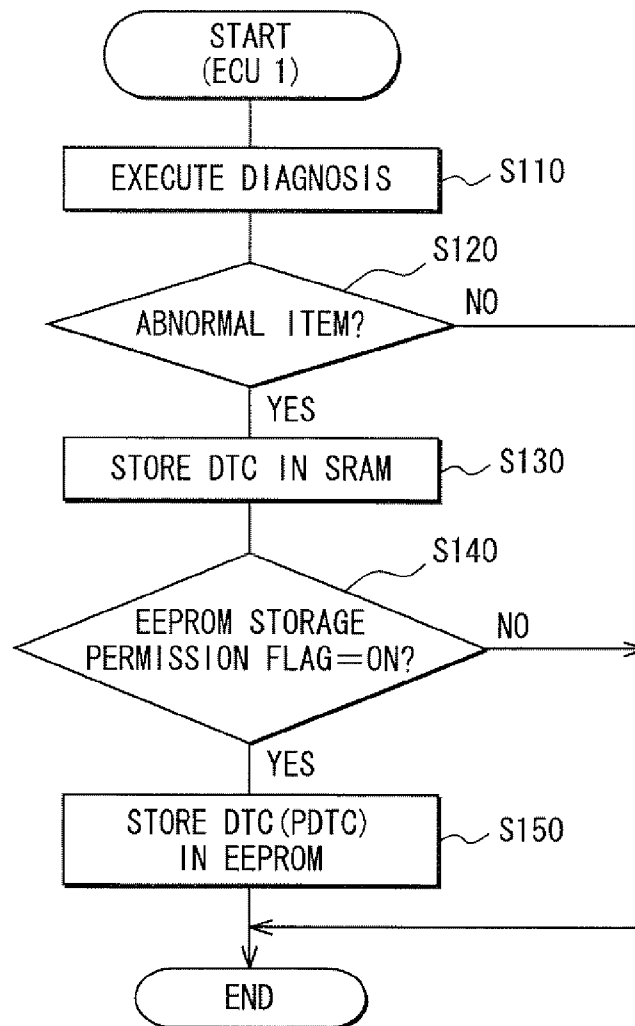 START
(ECU 1)
EXECUTE DIAGNOSIS
S110
S120
ABNORMAL ITEM?
NO
YES
STORE DTC IN SRAM
S130
S140
EEPROM STORAGE
PERMISSION FLAG=ON?
NO
YES
STORE DTC(PDTC)
IN EEPROM
S150
END